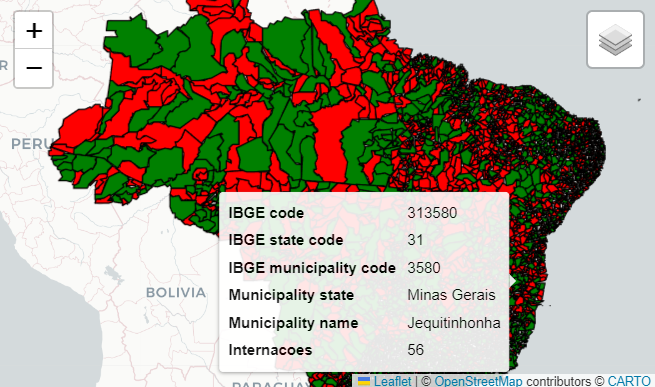 +
−
R
PERU
IBGE code 313580
IBGE state code 31
IBGE municipality code 3580
Municipality state Minas Gerais
Municipality name Jequitinhonha
Internacoes 56
BOLIVIA
PARAGUAY
Leaflet | © OpenStreetMap contributors © CARTO